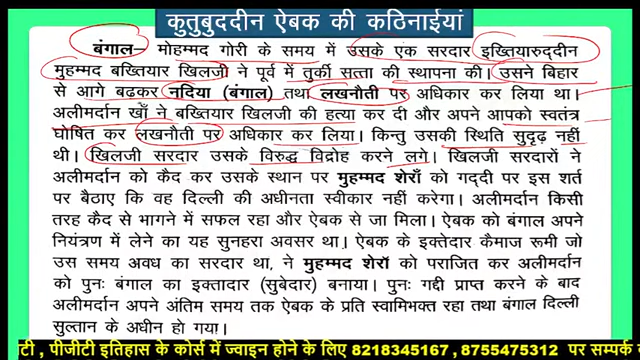 कुतुबुददीन ऐबक की कठिनाईयां
बंगाल– मोहम्मद गोरी के समय में उसके एक सरदार इख्तियारुददीन
मुहम्मद बख्तियार खिलजी ने पूर्व में तुर्की सत्ता की स्थापना की। उसने बिहार
से आगे बढकर नदिया (बंगाल) तथा लखनौती पर अधिकार कर लिया था।
अलीमर्दान खाँ ने बख्तियार खिलजी की हत्या कर दी और अपने आपको स्वतंत्र
घोषित कर लखनौती पर अधिकार कर लिया। किन्तु उसकी स्थिति सुदृढ नहीं
थी। खिलजी सरदार उसके विरुद्ध विद्रोह करने लगे। खिलजी सरदारों ने
अलीमर्दान को कैद कर उसके स्थान पर मुहम्मद शेराँ को गद्दी पर इस शर्त
पर बैठाए कि वह दिल्ली की अधीनता स्वीकार नहीं करेगा। अलीमर्दान किसी
तरह कैद से भागने में सफल रहा और ऐबक से जा मिला। ऐबक को बंगाल अपने
नियंत्रण में लेने का यह सुनहरा अवसर था। ऐबक के इक्तेदार कैमाज रूमी जो
उस समय अवध का सरदार था, ने मुहम्मद शेराँ को पराजित कर अलीमर्दान
को पुनः बंगाल का इक्तादार (सुबेदार) बनाया। पुनः गद्दी प्राप्त करने के बाद
अलीमर्दान अपने अंतिम समय तक ऐबक के प्रति स्वामिभक्त रहा तथा बंगाल दिल्ली
सुल्तान के अधीन हो गया।
टी , पीजीटी इतिहास के कोर्स में ज्वाइन होने के लिए 8218345167 , 8755475312 पर सम्पर्क